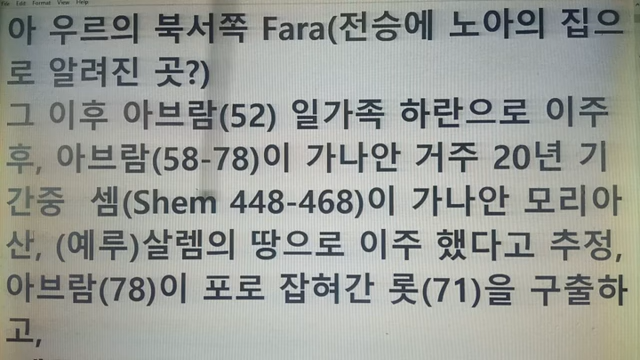 File Edit Format View Help
아 우르의 북서쪽 Fara(전승에 노아의 집으
로 알려진 곳?)
그 이후 아브람(52) 일가족 하란으로 이주
후, 아브람(58-78)이 가나안 거주 20년 기
간중 셈(Shem 448-468)이 가나안 모리아
산, (예루)살렘의 땅으로 이주 했다고 추정,
아브람(78)이 포로 잡혀간 롯(71)을 구출하
고,